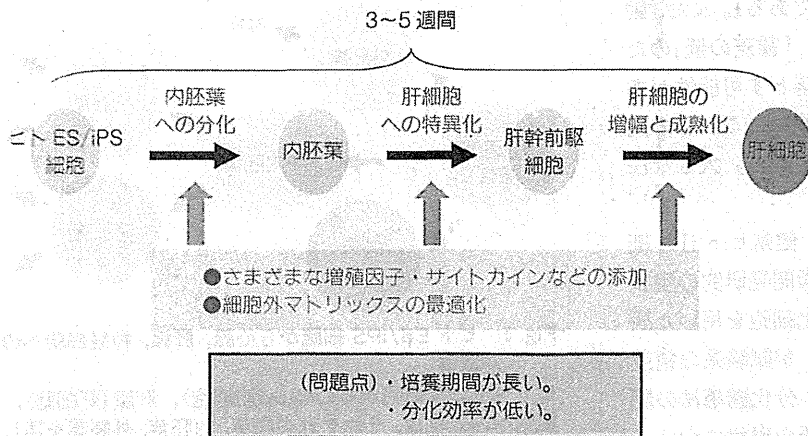 3~5週間
内胚葉
への分化
肝細胞
への特異化
肝細胞の
増幅と成熟化
ヒト ES/iPS
細胞
内胚葉
肝幹前駆
細胞
肝細胞
●さまざまな増殖因子・サイトカインなどの添加
●細胞外マトリックスの最適化
(問題点)・培養期間が長い。
・分化効率が低い。